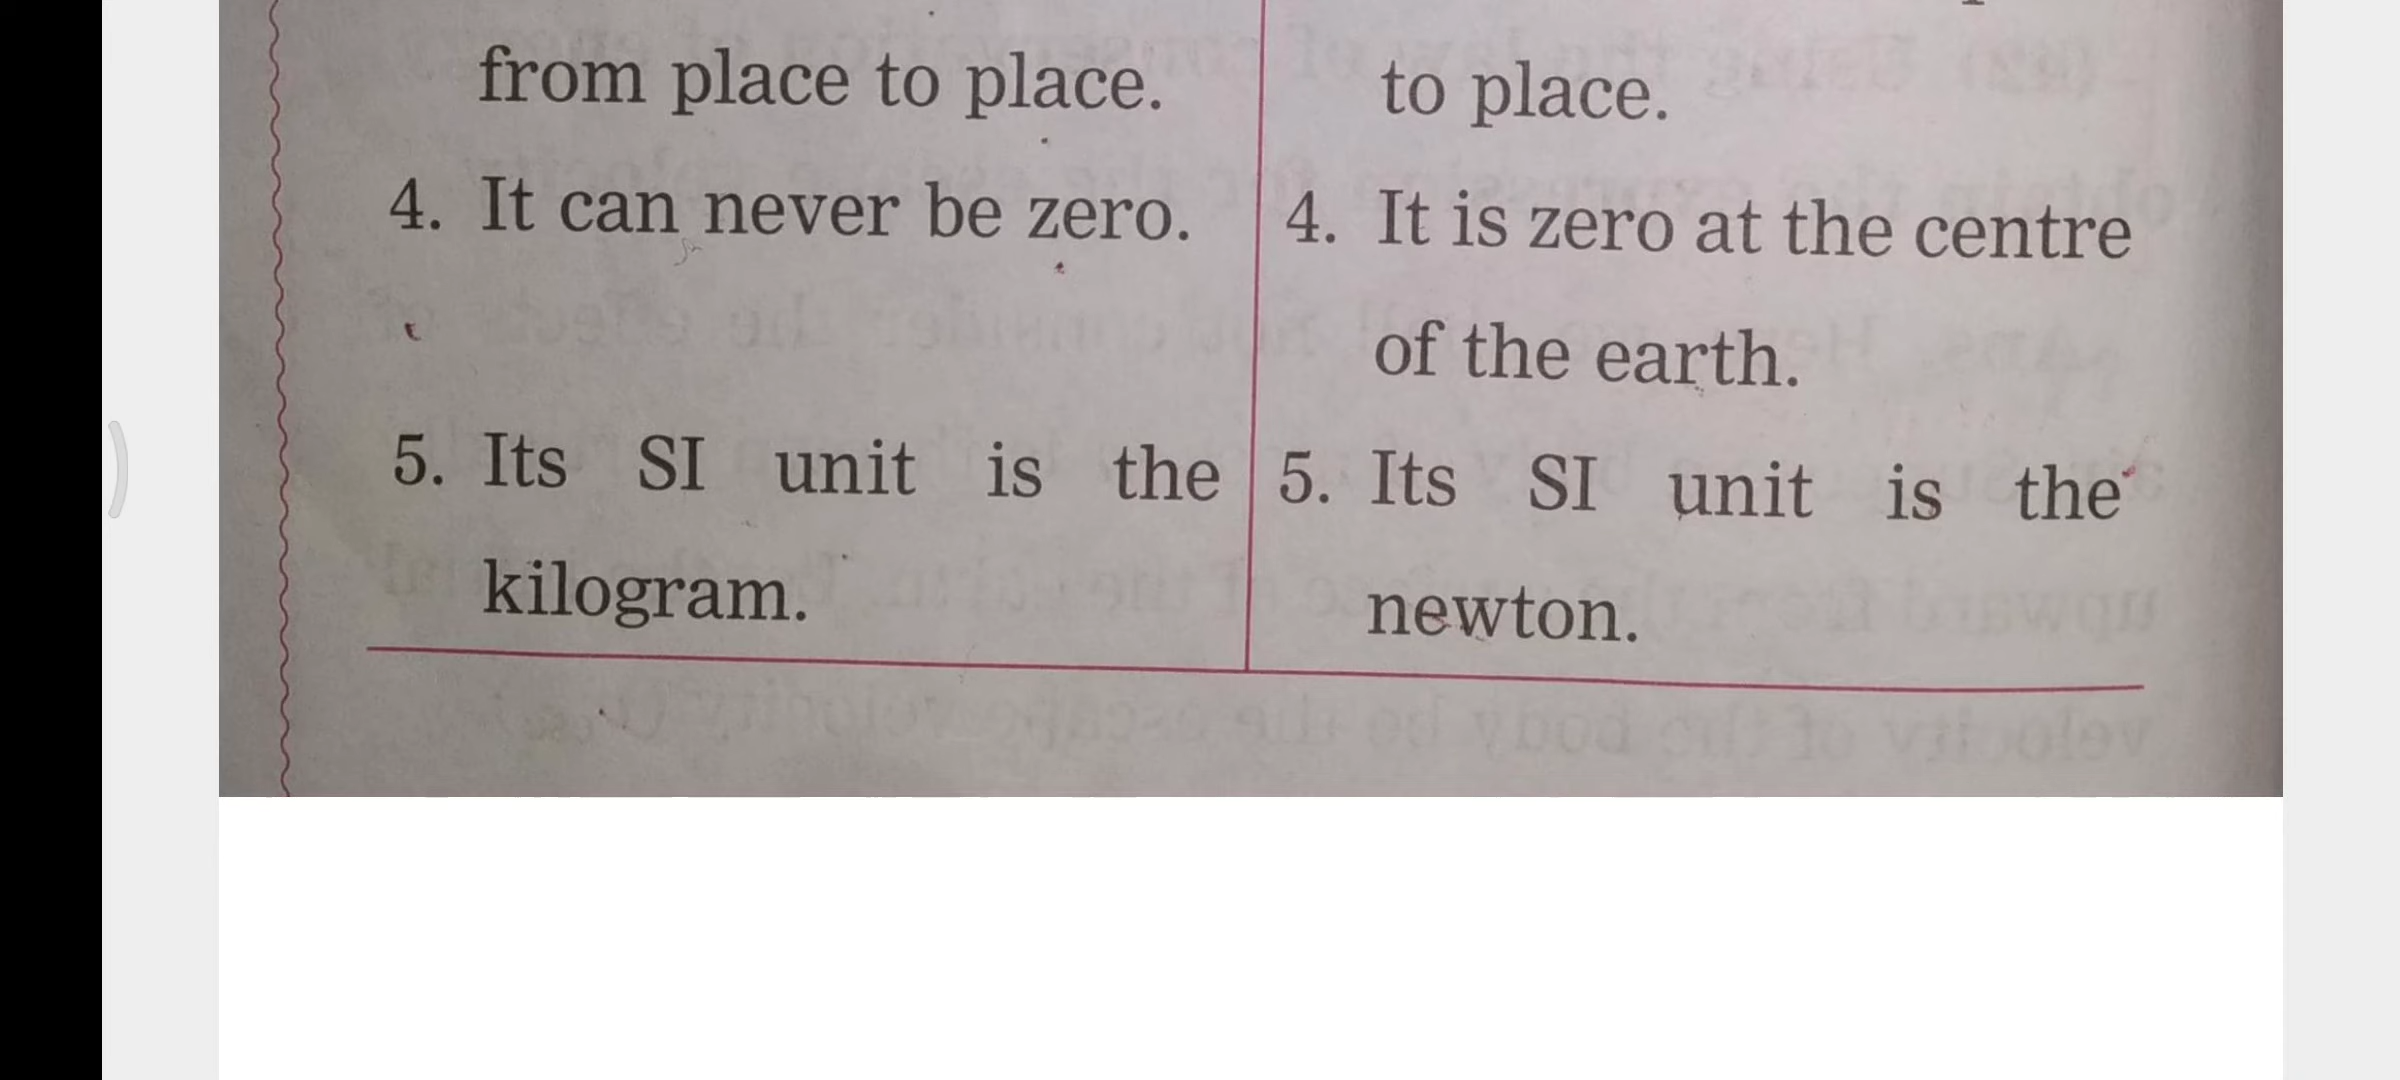 from place to place.
4. It can never be zero.
5. Its SI unit is the
kilogram.
to place.
4. It is zero at the centre
of the earth.
5. Its SI unit is the
newton.